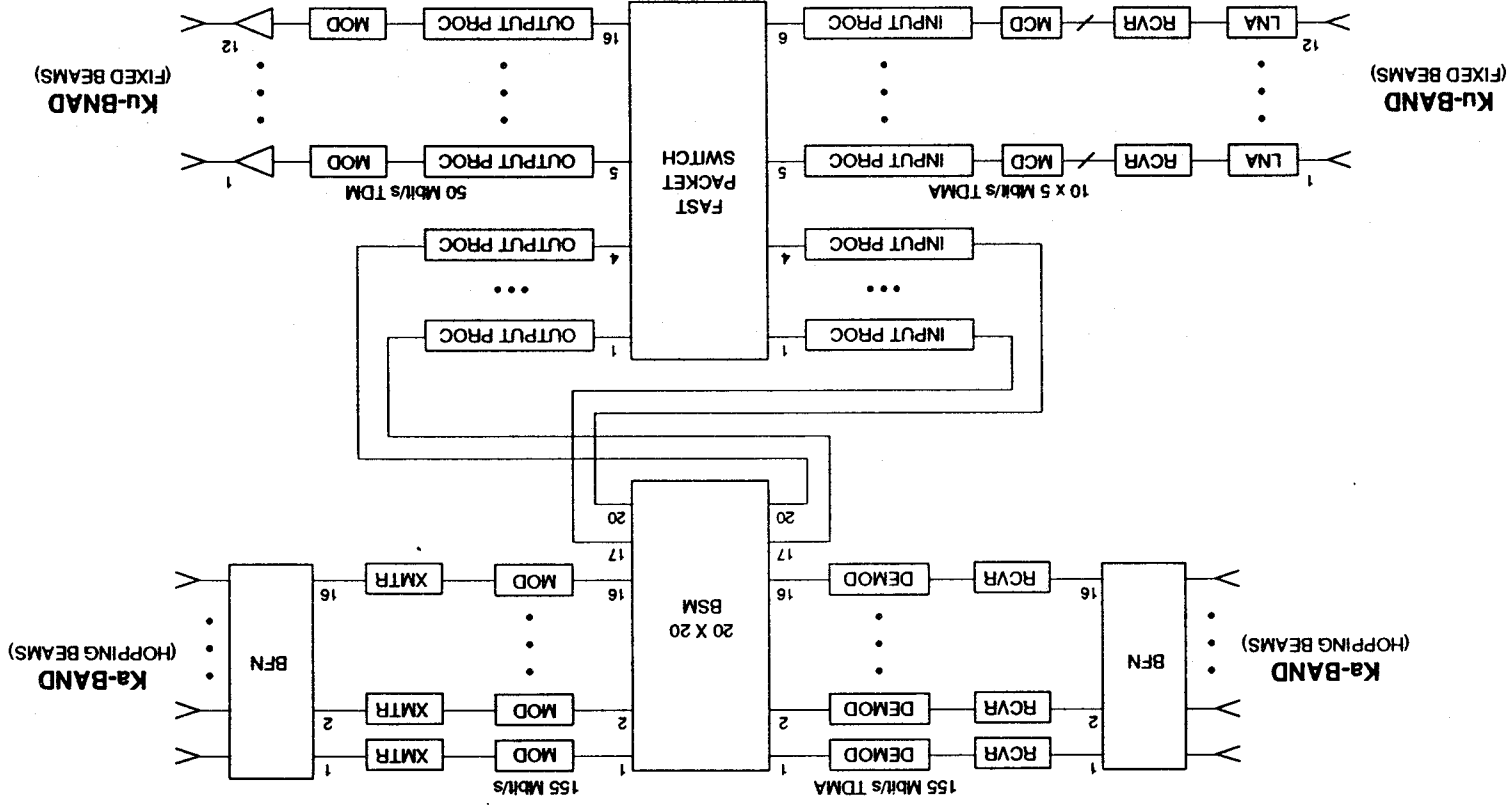 155 Mbit/s TDMA 155 Mbit/s
1 RCVR DEMOD 1 1 MOD XMTR 1
2 RCVR DEMOD 2 2 MOD XMTR 2
Ka-BAND
(HOPPING BEAMS)
BFN
20 X 20
BSM
BFN
Ka-BAND
(HOPPING BEAMS)
16 RCVR DEMOD 16 16 MOD XMTR 16
17 17
20 20
INPUT PROC 1 1 OUTPUT PROC
INPUT PROC 4 4 OUTPUT PROC
FAST
PACKET
SWITCH
10 x 5 Mbit/s TDMA 50 Mbit/s TDM
1 LNA RCVR MCD INPUT PROC 5 5 OUTPUT PROC MOD 1
Ku-BAND
(FIXED BEAMS)
Ku-BNAD
(FIXED BEAMS)
12 LNA RCVR MCD INPUT PROC 6 16 OUTPUT PROC MOD 12